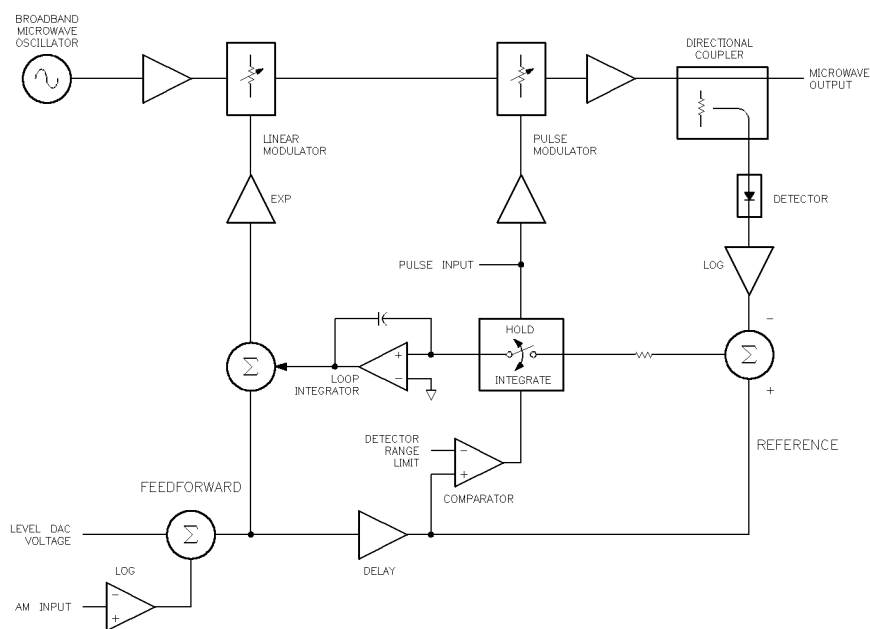 BROADBAND
MICROWAVE
OSCILLATOR
DIRECTIONAL
COUPLER
MICROWAVE
OUTPUT
LINEAR
MODULATOR
PULSE
MODULATOR
EXP
DETECTOR
LOG
PULSE INPUT
-
HOLD
Σ
+
-
LOOP
INTEGRATOR
INTEGRATE
Σ
+
DETECTOR
RANGE
LIMIT
-
+
COMPARATOR
REFERENCE
FEEDFORWARD
LEVEL DAC
VOLTAGE
Σ
DELAY
LOG
AM INPUT
-
+